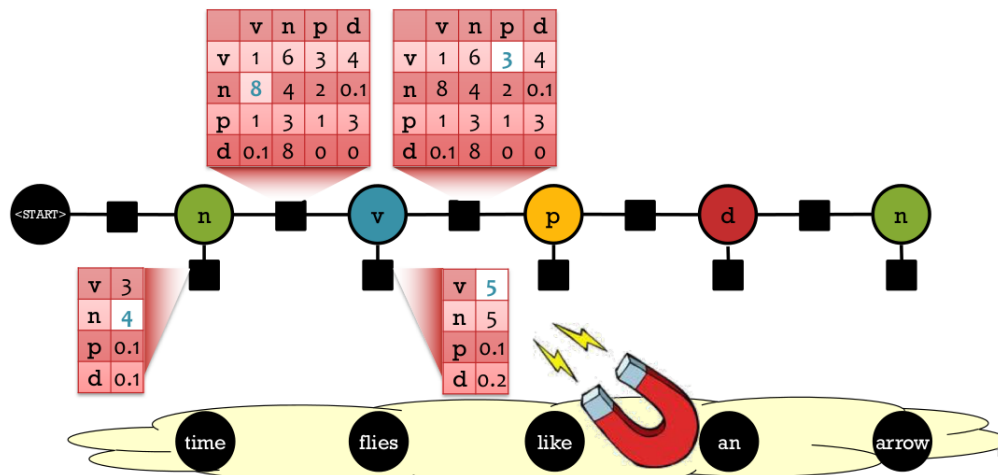 v n p d
v 1 6 3 4
n 8 4 2 0.1
p 1 3 1 3
d 0.1 8 0 0
v n p d
v 1 6 3 4
n 8 4 2 0.1
p 1 3 1 3
d 0.1 8 0 0
<START> n v p d n
v 3
n 4
p 0.1
d 0.1
v 5
n 5
p 0.1
d 0.2
time flies like an arrow